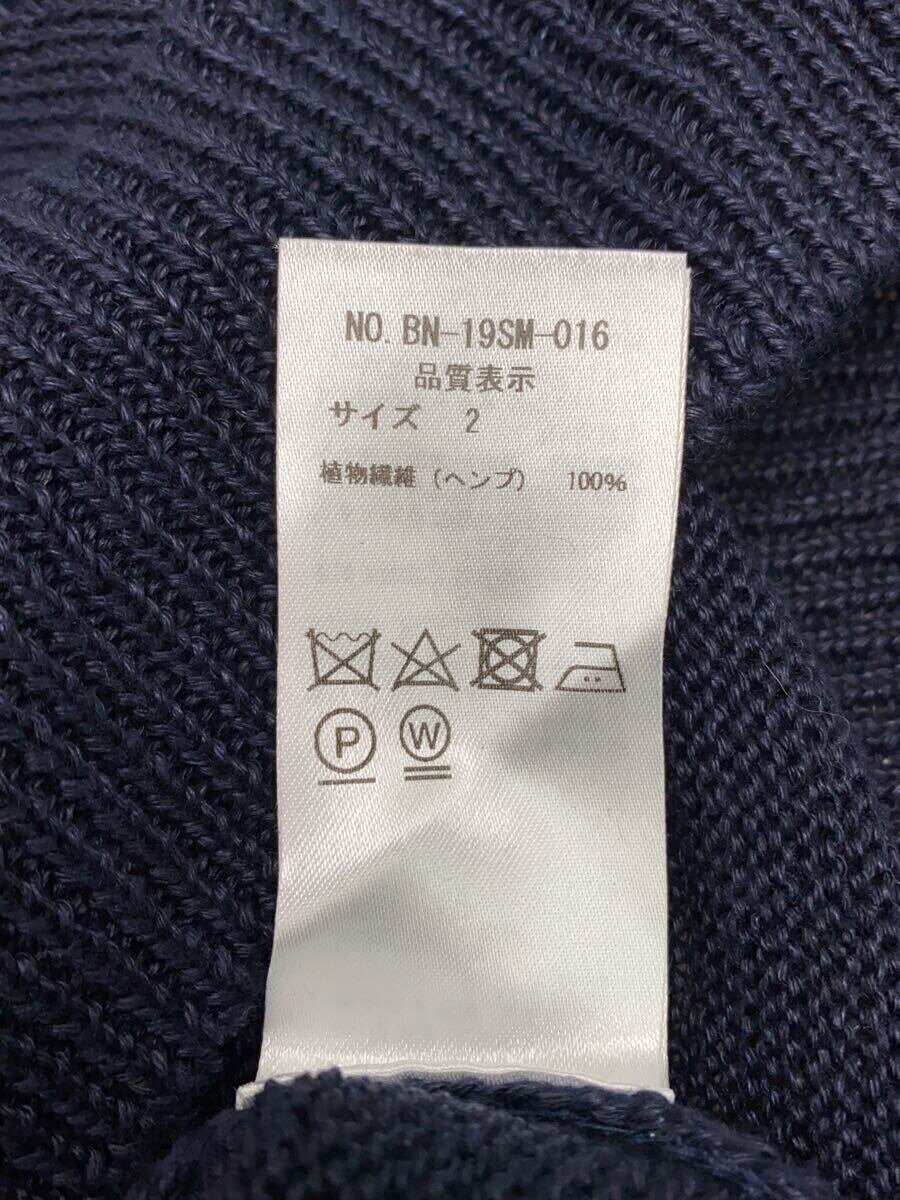 NO. BN-19SM-016
品質表示
サイズ 2
植物繊維 (ヘンプ) 100%
P W